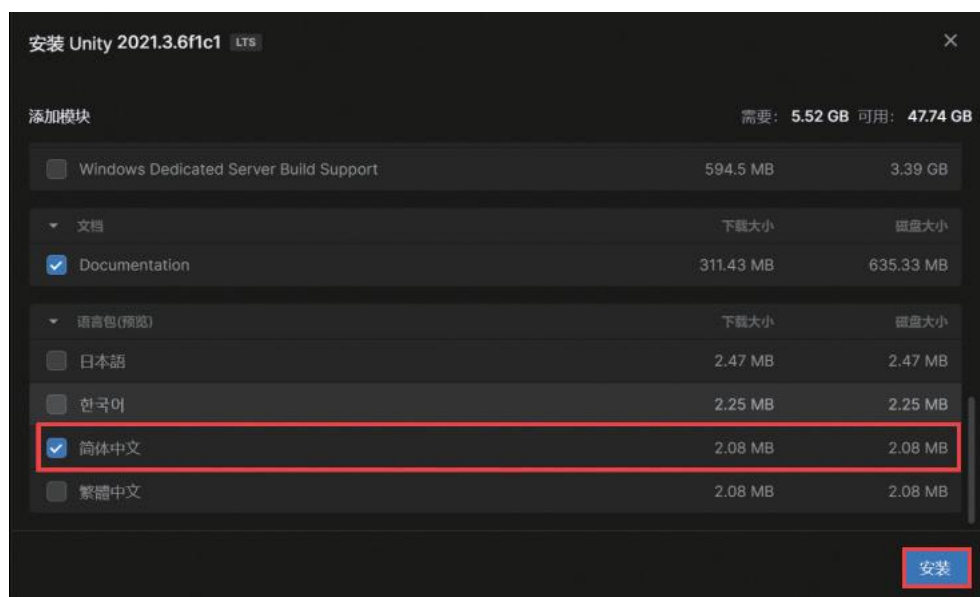 安装 Unity 2021.3.6f1c1 LTS
添加模块 需要: 5.52 GB 可用: 47.74 GB
Windows Dedicated Server Build Support 594.5 MB 3.39 GB
文档 下载大小 磁盘大小
Documentation 311.43 MB 635.33 MB
语言包(预览) 下载大小 磁盘大小
日本語 2.47 MB 2.47 MB
한국어 2.25 MB 2.25 MB
简体中文 2.08 MB 2.08 MB
繁體中文 2.08 MB 2.08 MB
安装